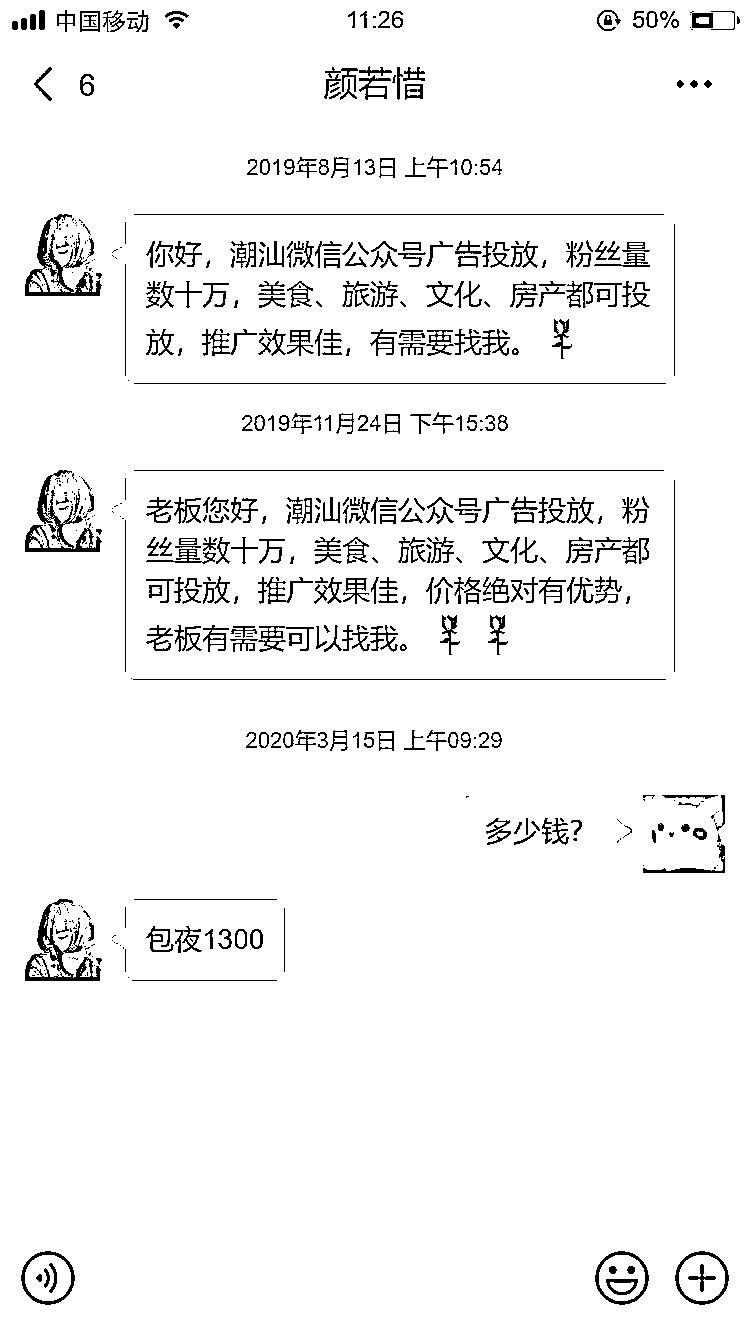 中国移动 11:26 50%
6 颜若惜
2019年8月13日 上午10:54
你好，潮汕微信公众号广告投放，粉丝量
数十万，美食、旅游、文化、房产都可投
放，推广效果佳，有需要找我。
2019年11月24日 下午15:38
老板您好，潮汕微信公众号广告投放，粉
丝量数十万，美食、旅游、文化、房产都
可投放，推广效果佳，价格绝对有优势，
老板有需要可以找我。
2020年3月15日 上午09:29
多少钱？
包夜1300